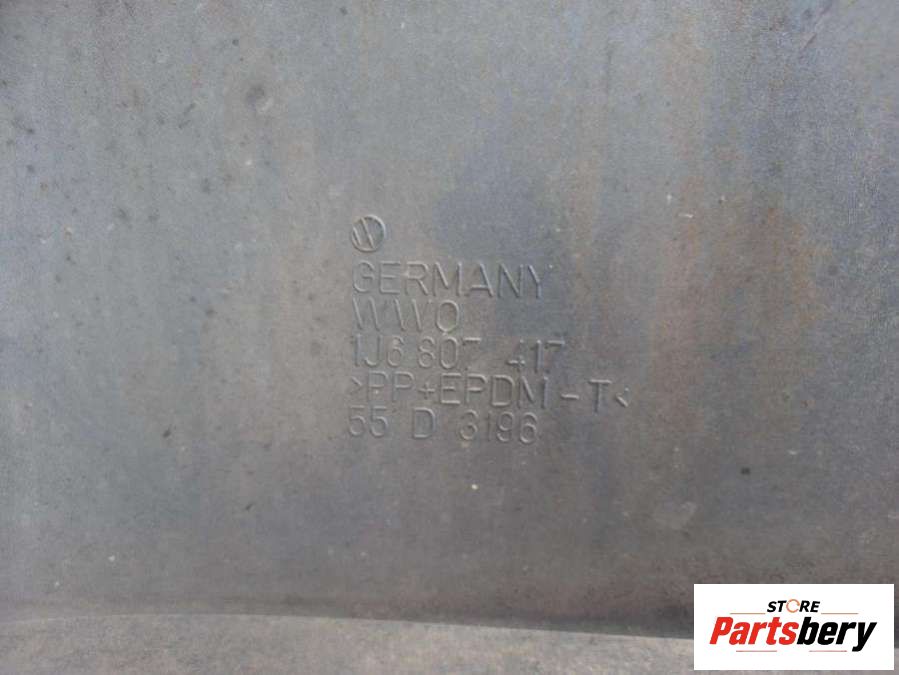 GERMANY
WWO
1J6 807 417
>PP+EPDM-T<
55 D 3196
STORE
Partsbery